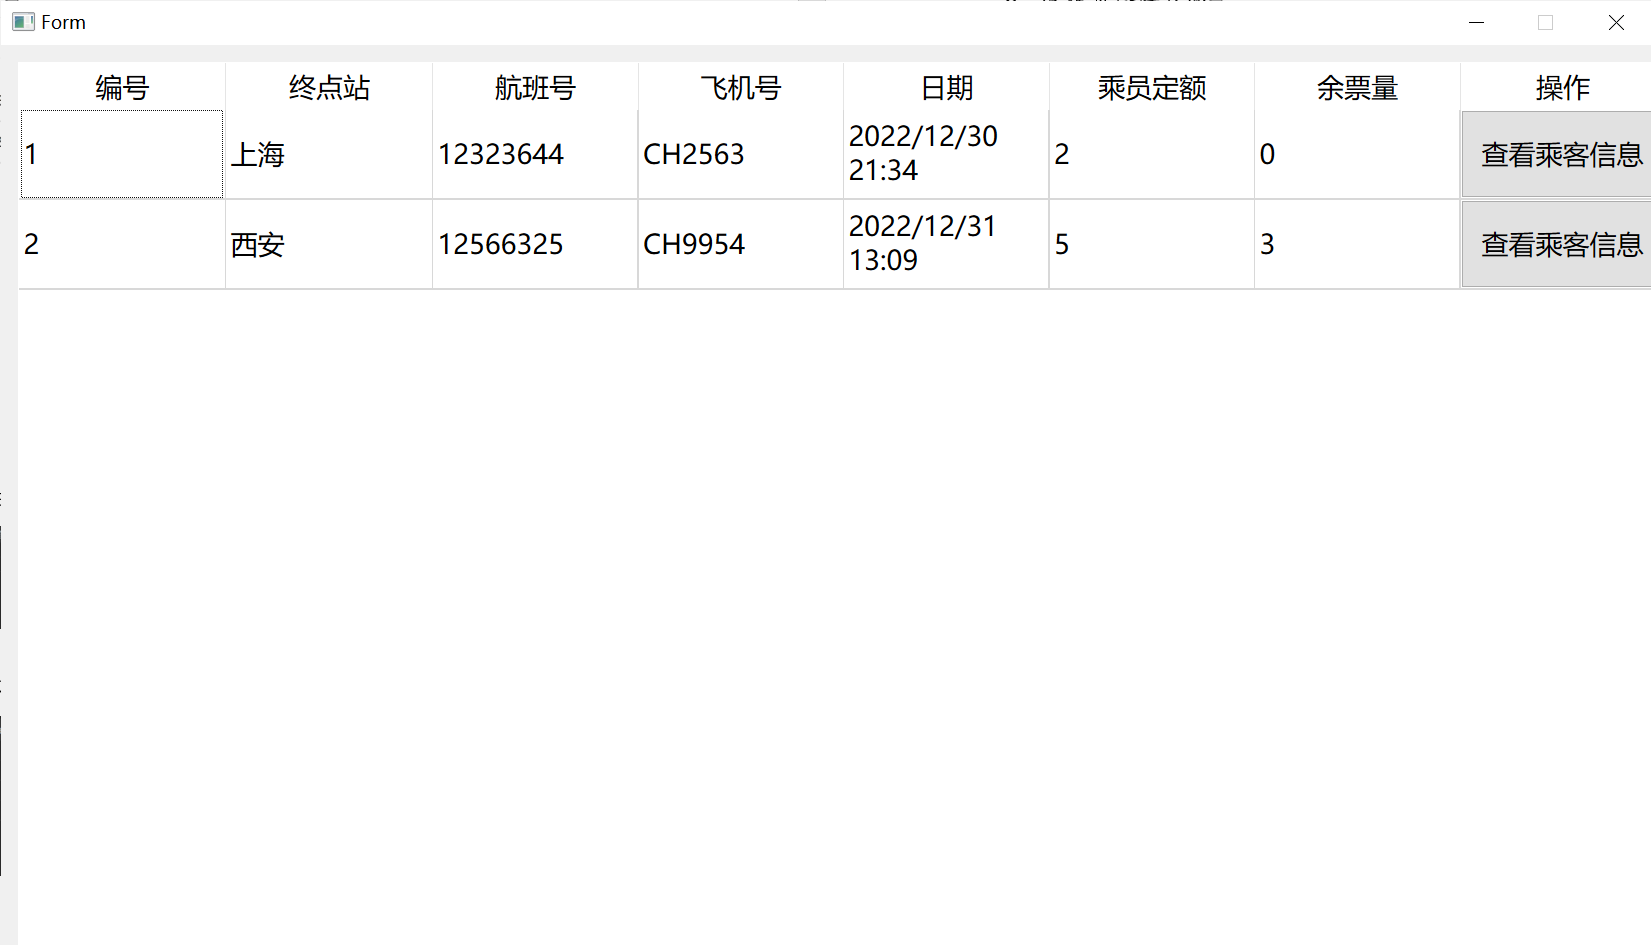 Form
编号 终点站 航班号 飞机号 日期 乘员定额 余票量 操作
1 上海 12323644 CH2563 2022/12/30 21:34 2 0 查看乘客信息
2 西安 12566325 CH9954 2022/12/31 13:09 5 3 查看乘客信息